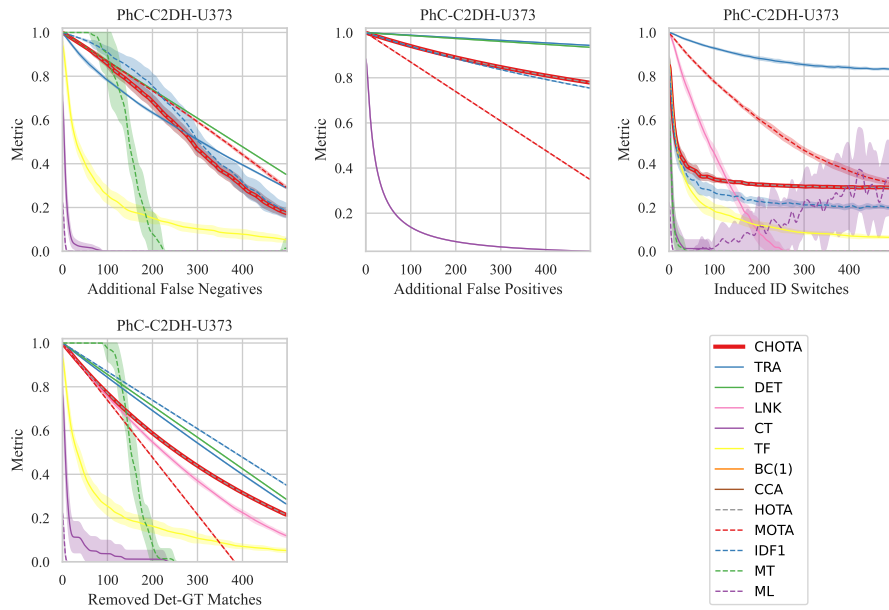 PhC-C2DH-U373
PhC-C2DH-U373
PhC-C2DH-U373
1.0
0.8
0.6
0.4
0.2
0.0
Metric
0 100 200 300 400
Additional False Negatives
1.0
0.8
0.6
0.4
0.2
Metric
0 100 200 300 400
Additional False Positives
1.0
0.8
0.6
0.4
0.2
0.0
Metric
0 100 200 300 400
Induced ID Switches
PhC-C2DH-U373
1.0
0.8
0.6
0.4
0.2
0.0
Metric
0 100 200 300 400
Removed Det-GT Matches
CHOTA
TRA
DET
LNK
CT
TF
BC(1)
CCA
HOTA
MOTA
IDF1
MT
ML